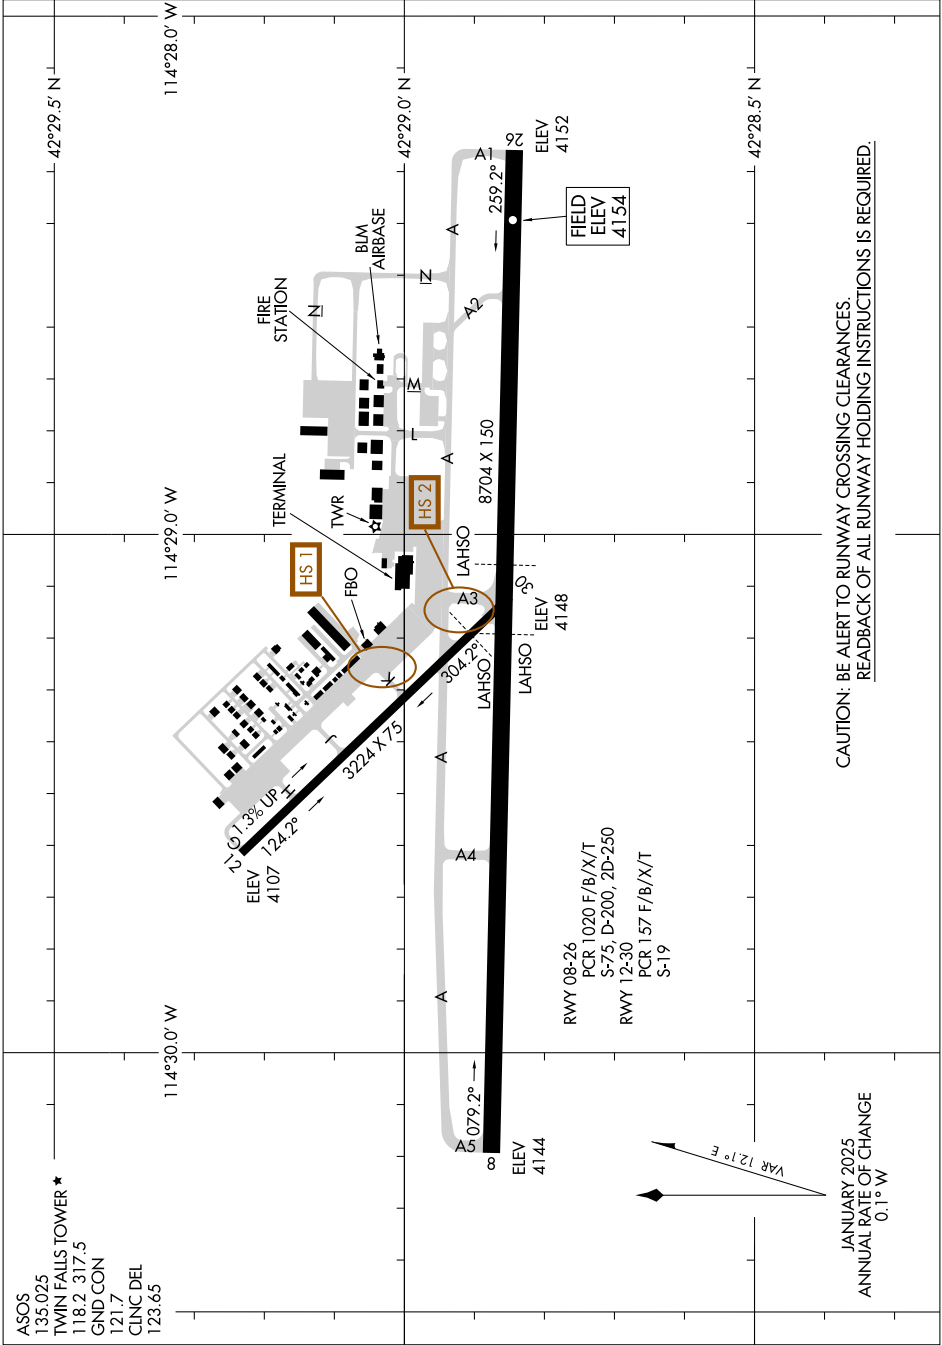 ASOS
135.025
TWIN FALLS TOWER ★
118.2 317.5
GND CON
121.7
CLNC DEL
123.65
114°30.0' W
114°29.0' W
114°28.0' W
42°29.5' N
42°29.0' N
42°28.5' N
HS 1
HS 2
TERMINAL
TWR
FBO
FIRE
STATION
BLM
AIRBASE
N
N
M
L
A
A
A
A
A1
A2
A3
A4
A5
G
H
J
K
12
ELEV
4107
1.3% UP
124.2°
3224 X 75
304.2°
30
ELEV
4148
LAHSO
LAHSO
LAHSO
8
ELEV
4144
079.2°
8704 X 150
259.2°
26
ELEV
4152
FIELD
ELEV
4154
RWY 08-26
PCR 1020 F/B/X/T
S-75, D-200, 2D-250
RWY 12-30
PCR 157 F/B/X/T
S-19
VAR 12.1° E
JANUARY 2025
ANNUAL RATE OF CHANGE
0.1° W
CAUTION: BE ALERT TO RUNWAY CROSSING CLEARANCES.
READBACK OF ALL RUNWAY HOLDING INSTRUCTIONS IS REQUIRED.